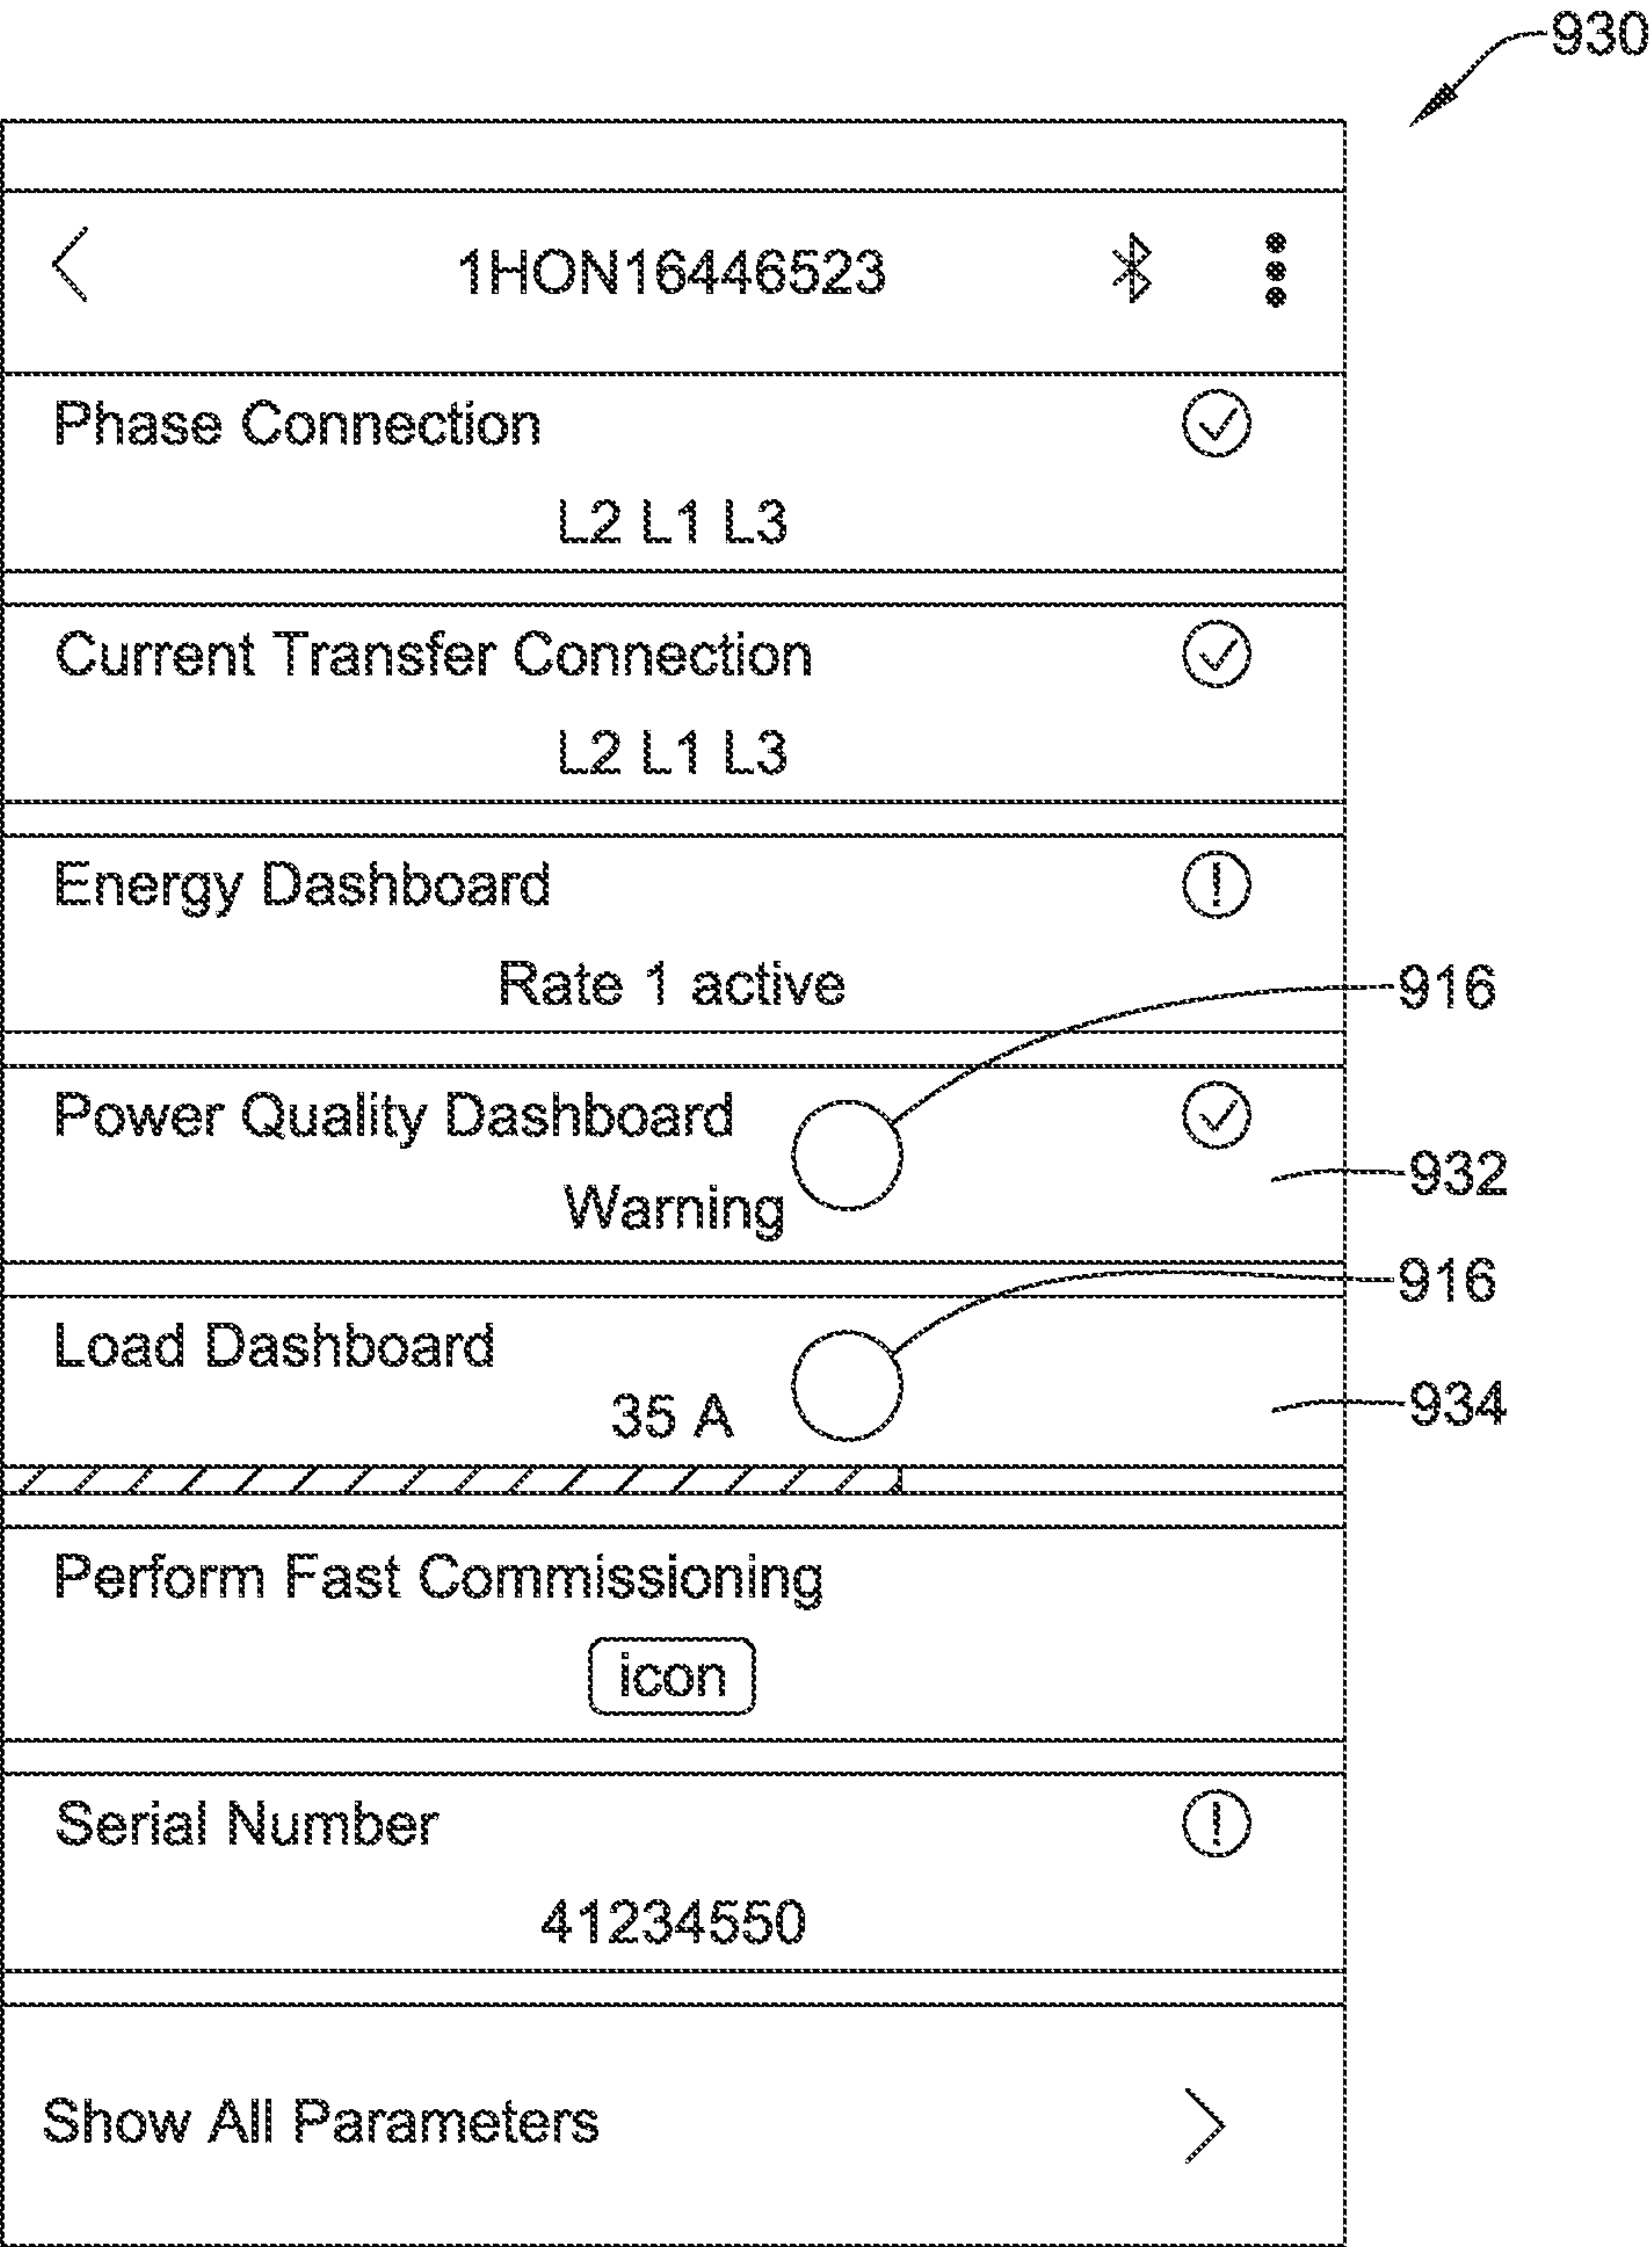 930
1HON16446523
Phase Connection
L2 L1 L3
Current Transfer Connection
L2 L1 L3
Energy Dashboard
Rate 1 active
916
Power Quality Dashboard
932
Warning
916
Load Dashboard
934
35 A
Perform Fast Commissioning
icon
Serial Number
41234550
Show All Parameters